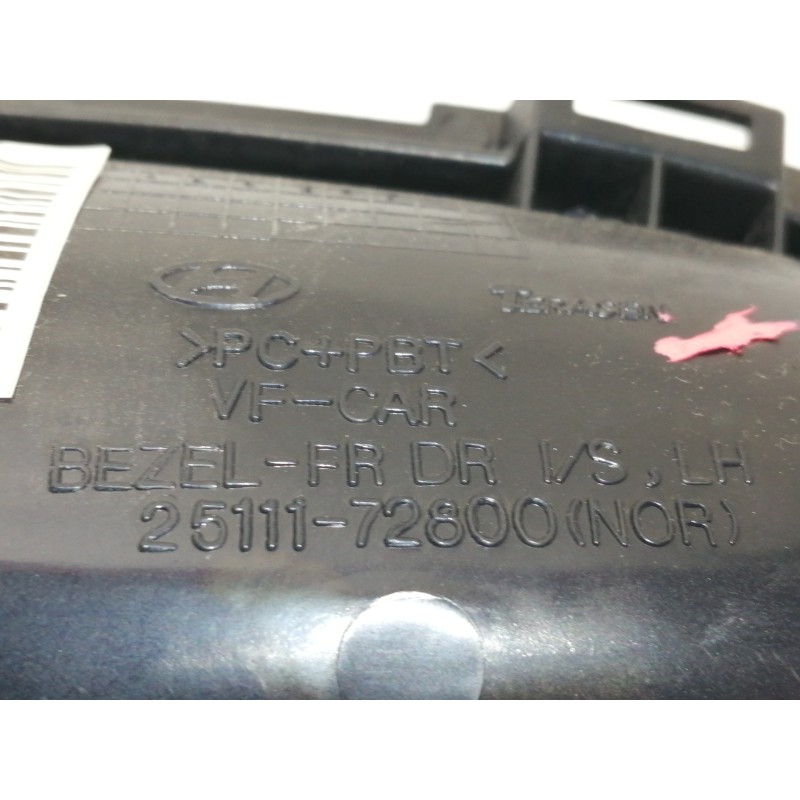 >PC+PBT<
VF-CAR
BEZEL-FR DR I/S, LH
25111-72800(NOR)